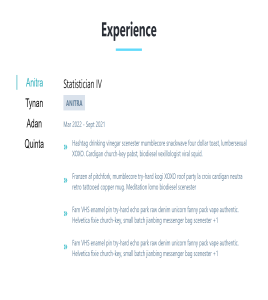 Experience
Anitra
Tynan
Adan
Quinta
Statistician IV
ANITRA
Mar 2022 - Sept 2021
Hashtag drinking vinegar scenester mumblecore snackwave four dollar toast, lumbersexual
XOXO. Cardigan church-key pabst, biodiesel vexillologist viral squid.
Franzen af pitchfork, mumblecore try-hard kogi XOXO roof party la croix cardigan neutra
retro tattooed copper mug. Meditation lomo biodiesel scenester
Fam VHS enamel pin try-hard echo park raw denim unicorn fanny pack vape authentic.
Helvetica fixie church-key, small batch jianbing messenger bag scenester +1
Fam VHS enamel pin try-hard echo park raw denim unicorn fanny pack vape authentic.
Helvetica fixie church-key, small batch jianbing messenger bag scenester +1